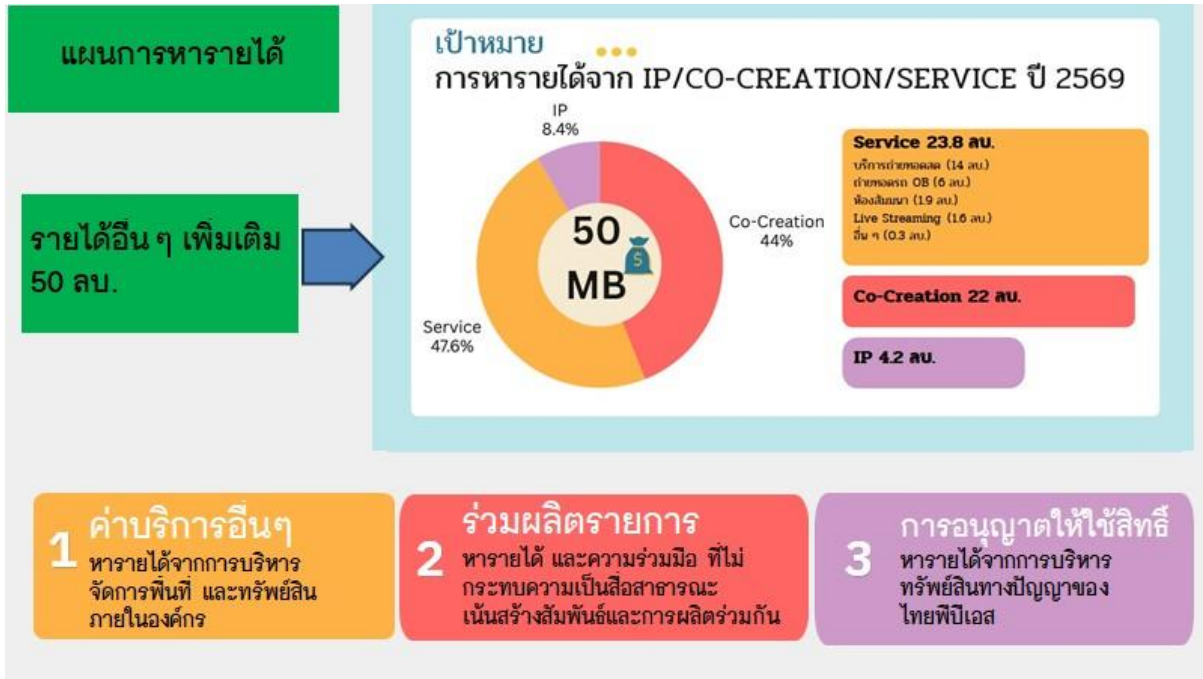 แผนการหารายได้
รายได้อื่น ๆ เพิ่มเติม
50 ลบ.
เป้าหมาย
การหารายได้จาก IP/CO-CREATION/SERVICE ปี 2569
IP
8.4%
Co-Creation
44%
Service
47.6%
50
MB
Service 23.8 ลบ.
บริการถ่ายทอดสด (14 ลบ.)
ถ่ายทอดรถ OB (6 ลบ.)
ห้องสัมมนา (1.9 ลบ.)
Live Streaming (1.6 ลบ.)
อื่น ๆ (0.3 ลบ.)
Co-Creation 22 ลบ.
IP 4.2 ลบ.
1
ค่าบริการอื่นๆ
หารายได้จากการบริหาร
จัดการพื้นที่ และทรัพย์สิน
ภายในองค์กร
2
ร่วมผลิตรายการ
หารายได้ และความร่วมมือ ที่ไม่
กระทบความเป็นสื่อสาธารณะ
เน้นสร้างสัมพันธ์และการผลิตร่วมกัน
3
การอนุญาตให้ใช้สิทธิ์
หารายได้จากการบริหาร
ทรัพย์สินทางปัญญาของ
ไทยพีบีเอส